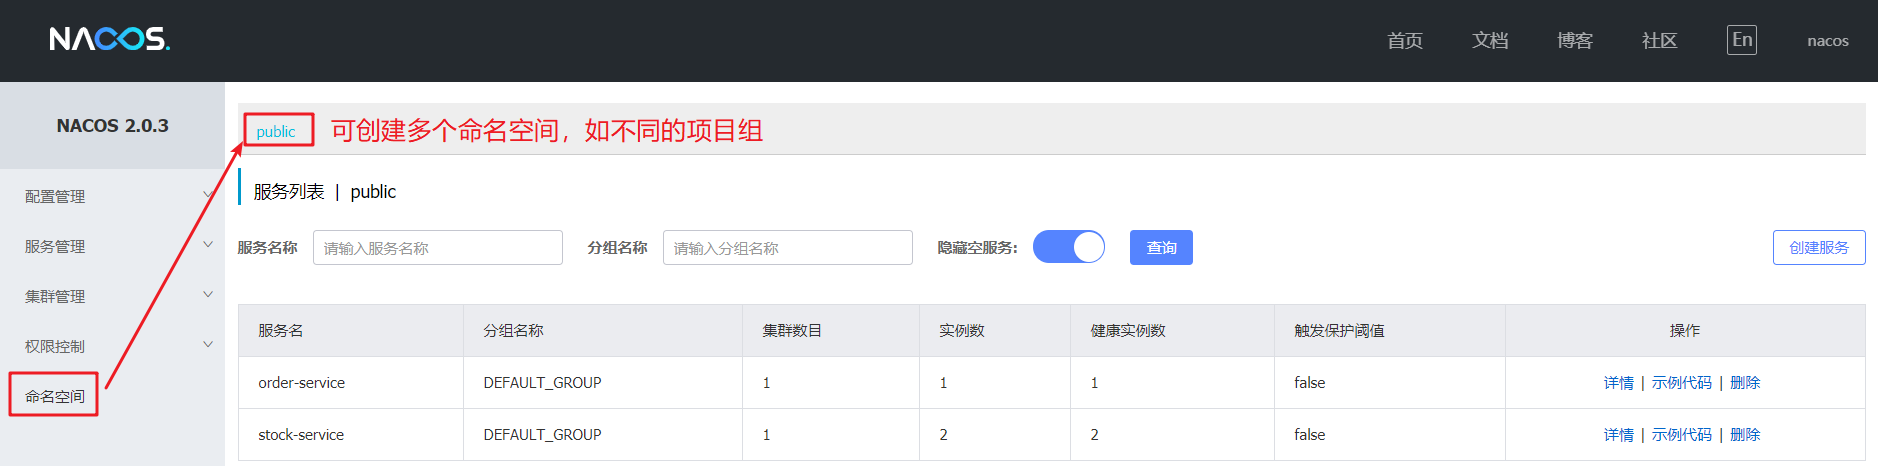 NACOS.
首页 文档 博客 社区 En nacos
NACOS 2.0.3
配置管理
服务管理
集群管理
权限控制
命名空间
public 可创建多个命名空间，如不同的项目组
服务列表 | public
服务名称 请输入服务名称 分组名称 请输入分组名称 隐藏空服务: 查询 创建服务
服务名 分组名称 集群数目 实例数 健康实例数 触发保护阈值 操作
order-service DEFAULT_GROUP 1 1 1 false 详情 | 示例代码 | 删除
stock-service DEFAULT_GROUP 1 2 2 false 详情 | 示例代码 | 删除